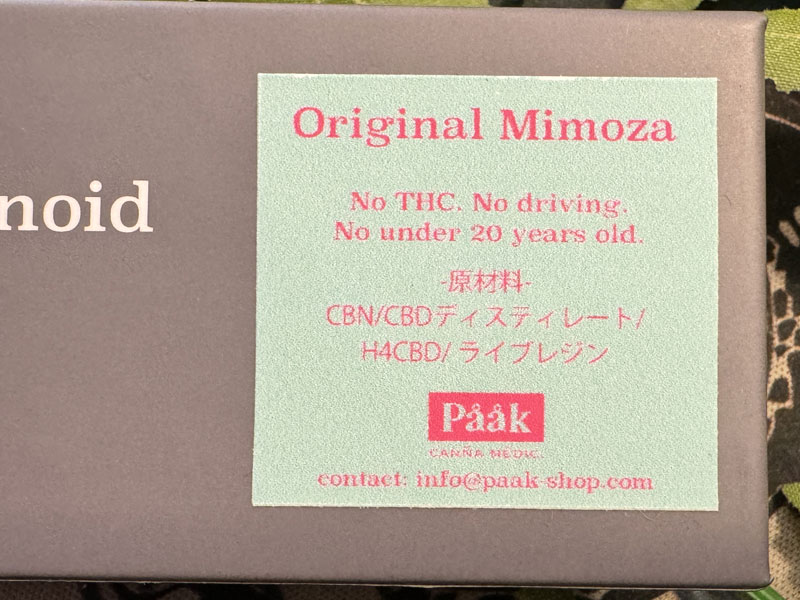 noid
Original Mimoza
No THC. No driving.
No under 20 years old.
-原材料-
CBN/CBDディスティレート/
H4CBD/ ライブレジン
Pååk
CANNA MEDIC.
contact: info@paak-shop.com